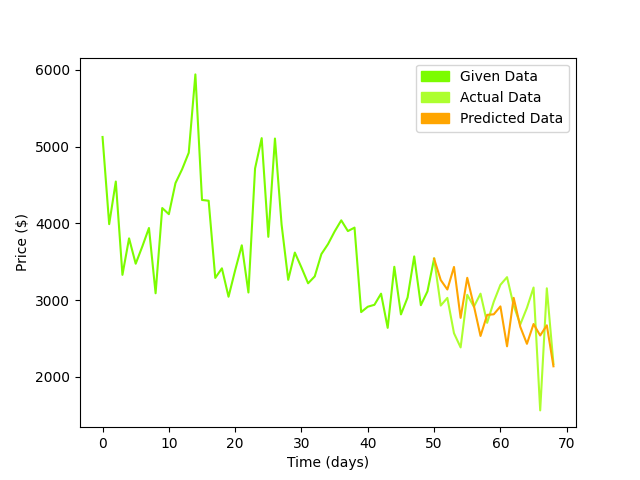 6000
5000
4000
3000
2000
0 10 20 30 40 50 60 70
Price ($)
Time (days)
Given Data
Actual Data
Predicted Data